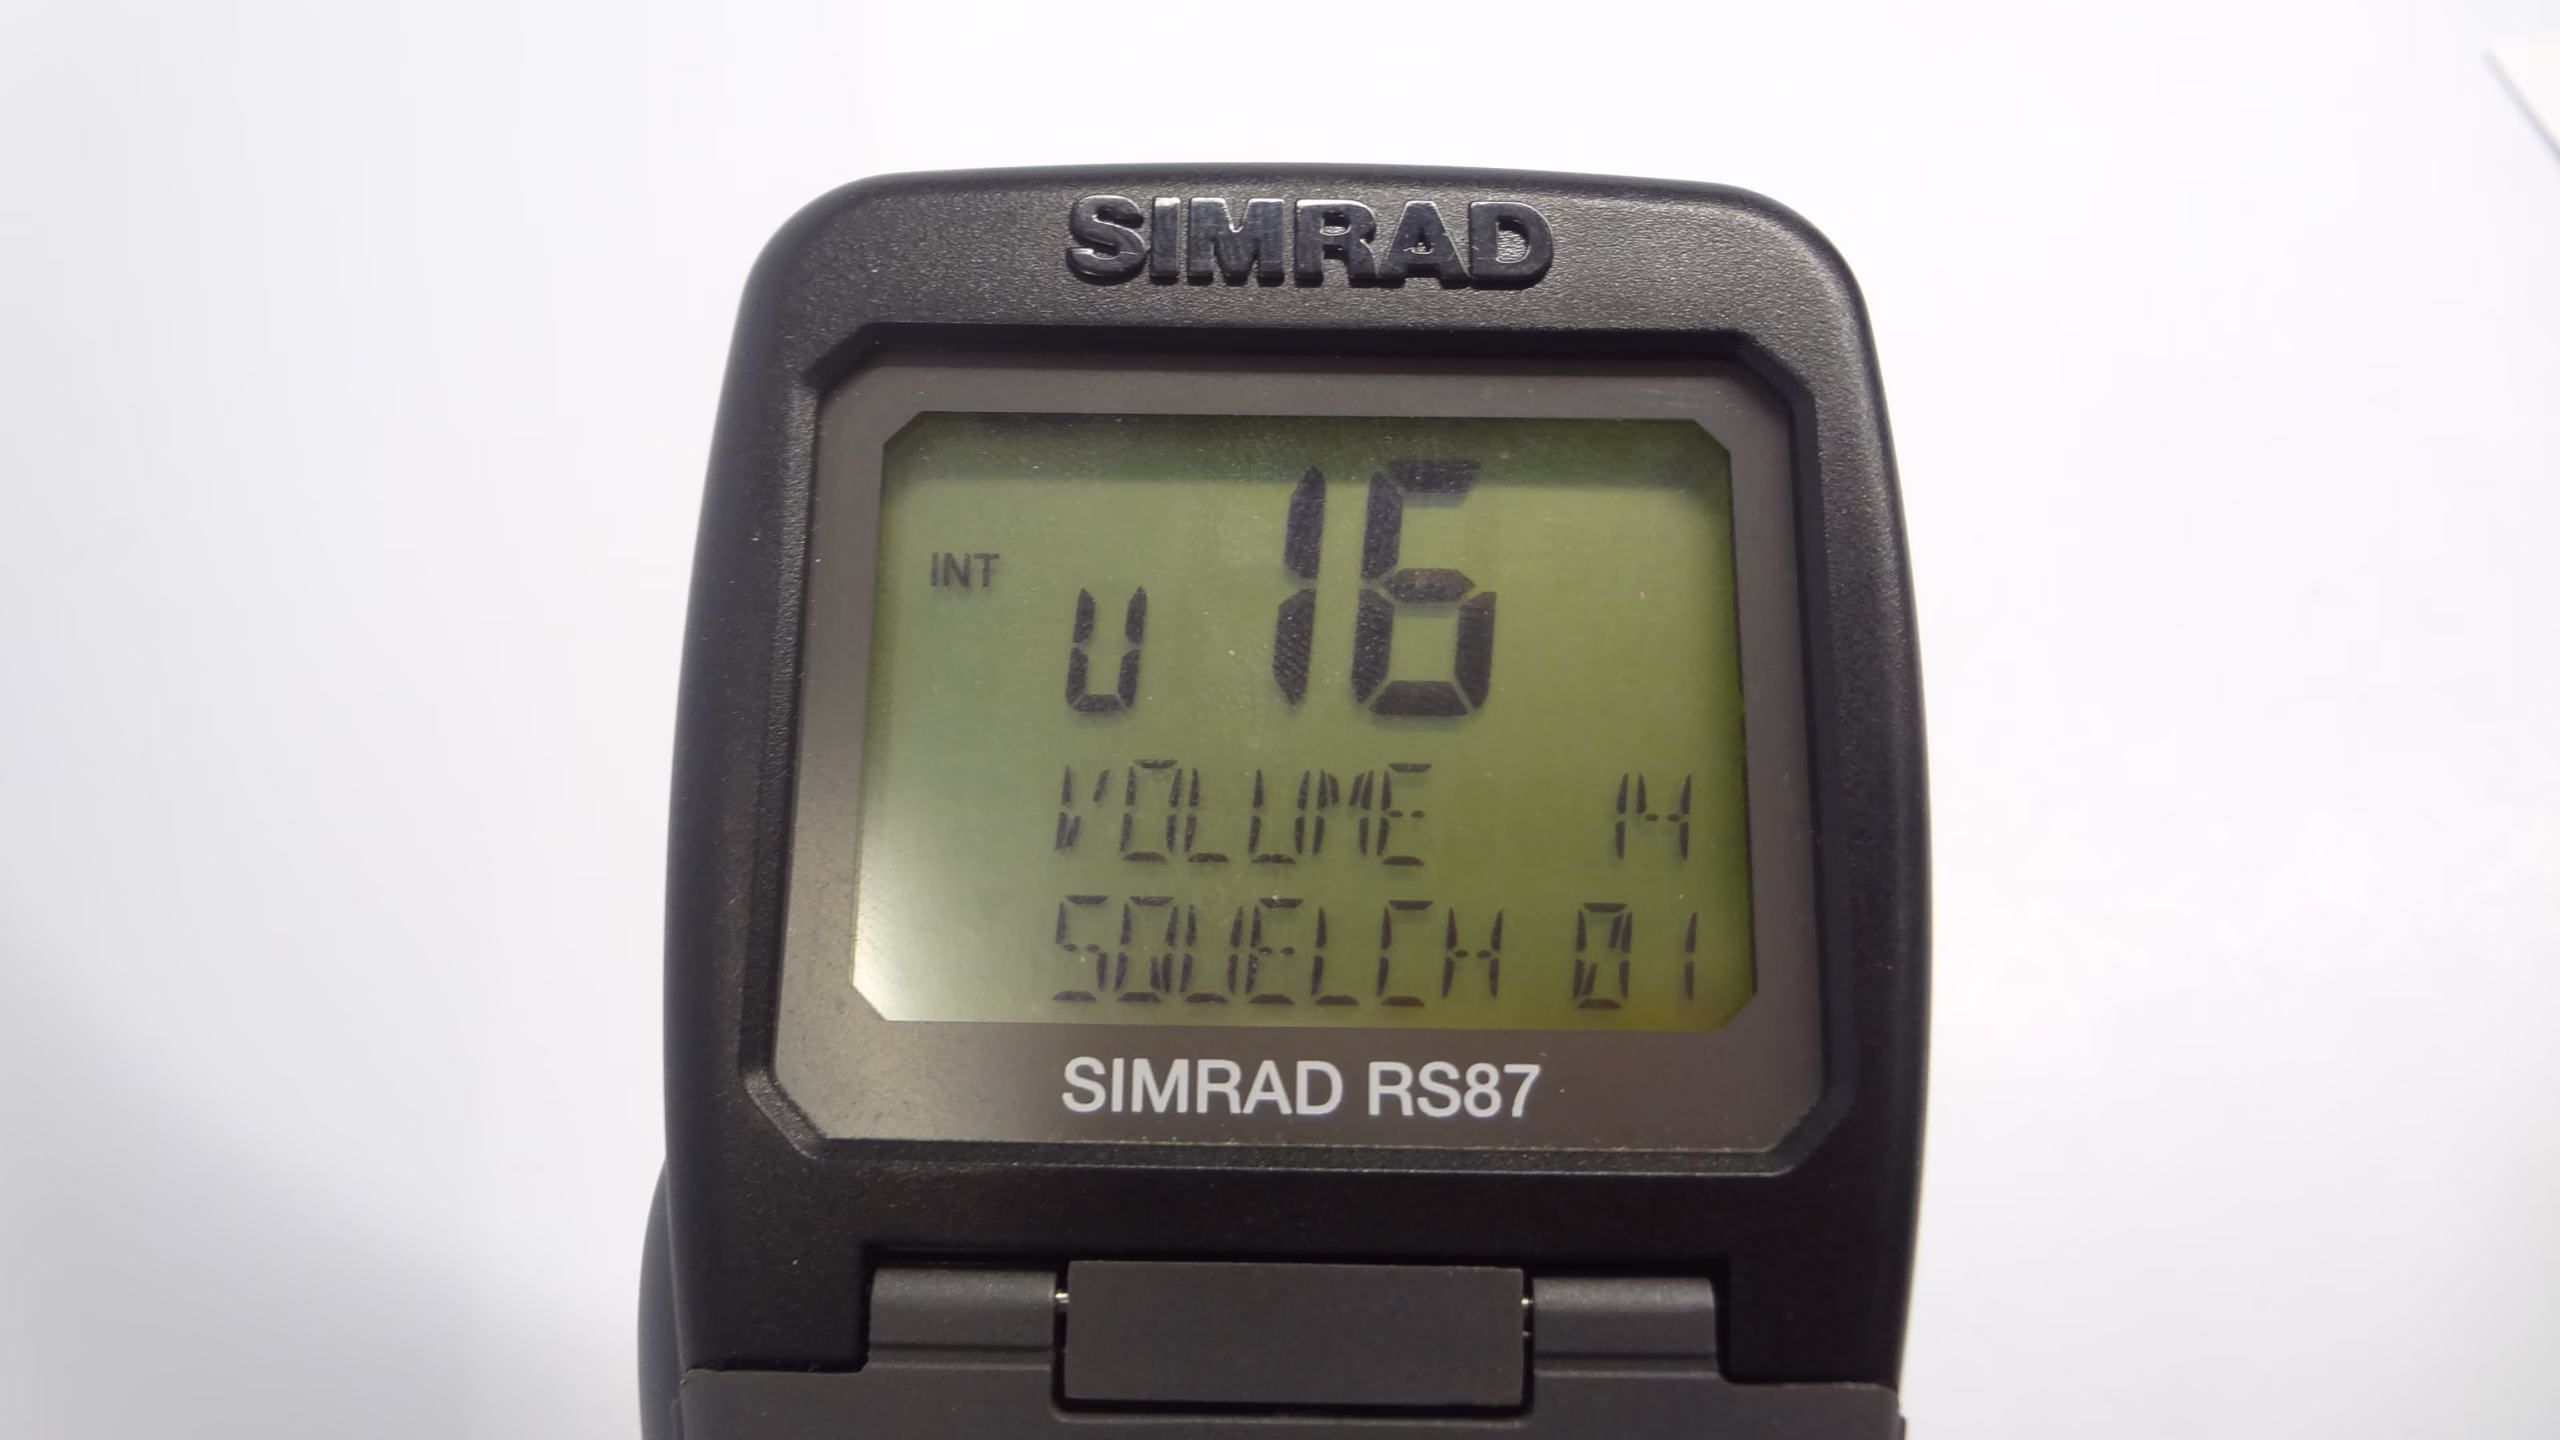 SIMRAD
INT U 16
VOLUME 14
SQUELCH 01
SIMRAD RS87